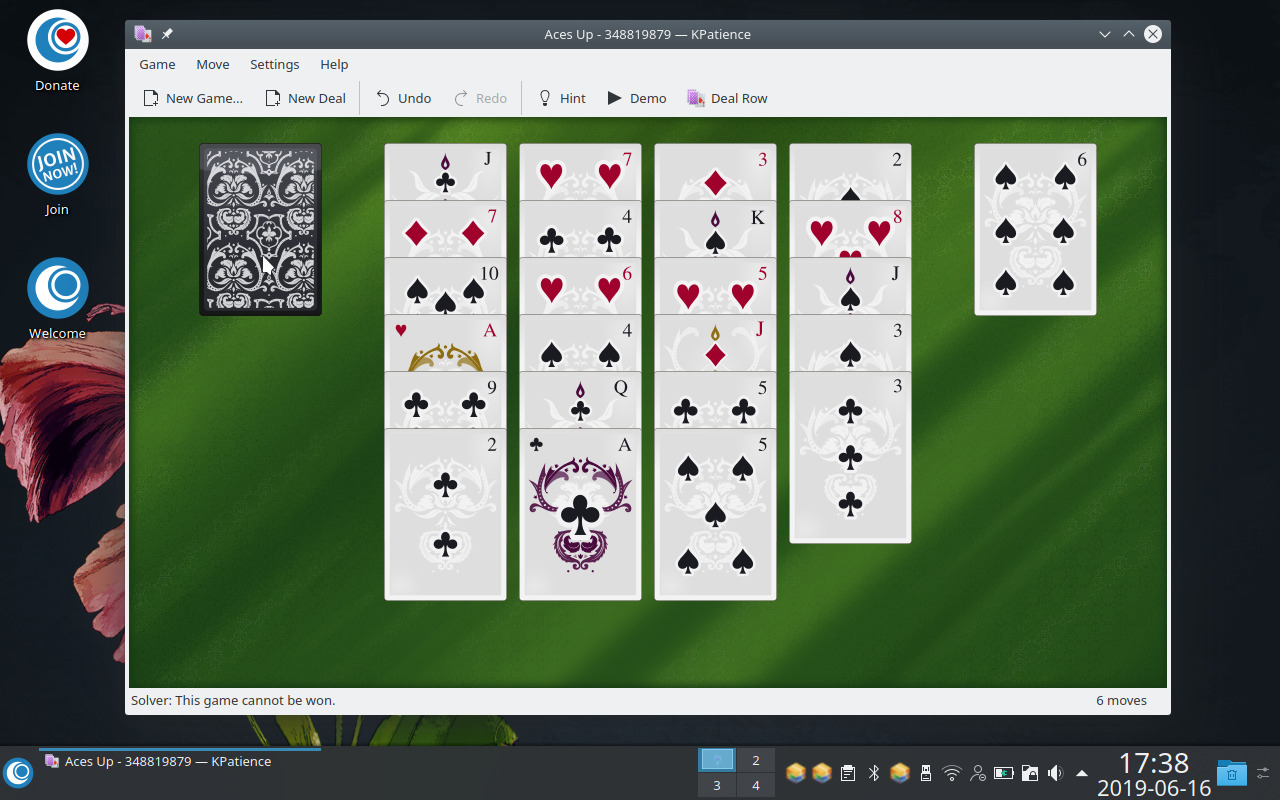 Aces Up - 348819879 — KPatience
Game Move Settings Help
New Game... New Deal Undo Redo Hint Demo Deal Row
Donate
JOIN NOW!
Join
Welcome
J 7 3 2 6
7 4 K 8
10 6 5 J
A 4 J 3
9 Q 5 3
2 A 5
Solver: This game cannot be won. 6 moves
Aces Up - 348819879 — KPatience
2
3 4
17:38
2019-06-16